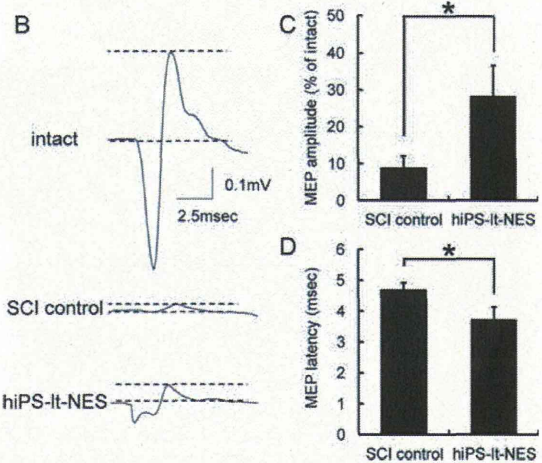 B
intact
0.1mV
2.5msec
SCI control
hiPS-lt-NES
C
MEP amplitude (% of intact)
50
40
30
20
10
0
*
SCI control hiPS-lt-NES
D
MEP latency (msec)
6
5
4
3
2
1
0
*
SCI control hiPS-lt-NES